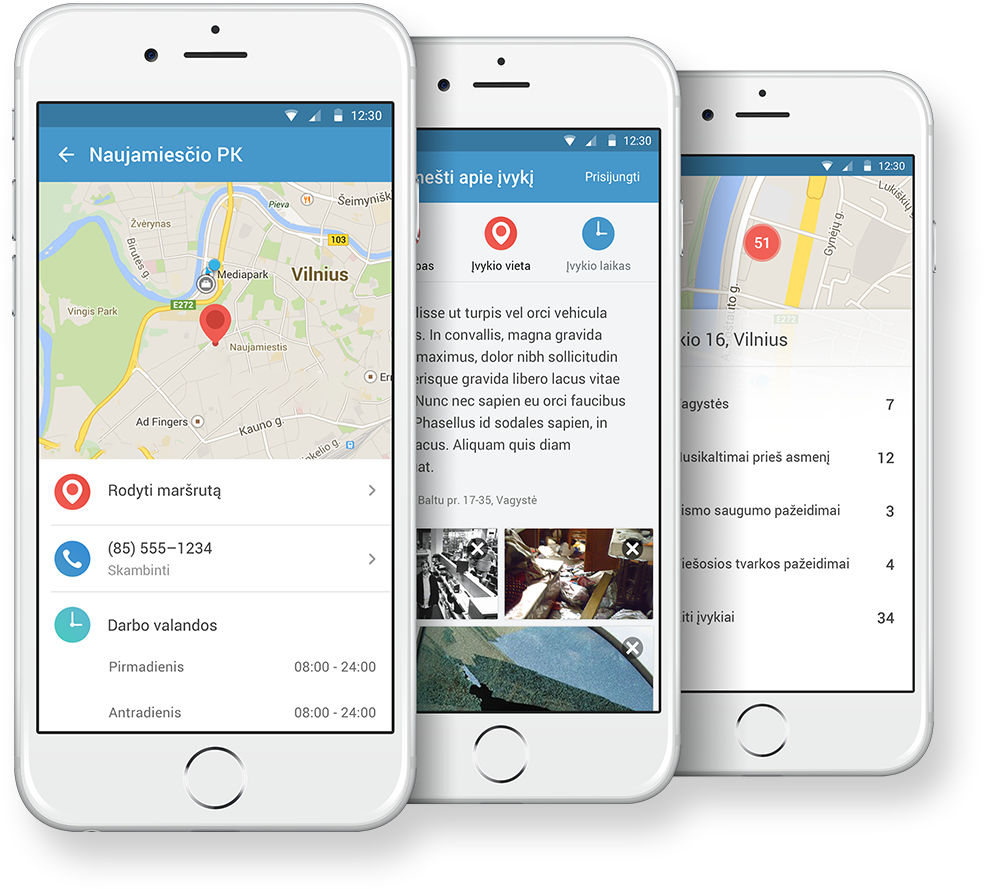 12:30
Naujamiesčio PK
Pieva
Šeimynišk
Žvėrynas
Birutės g.
103
Mediapark
Vilnius
E272
Vingis Park
Naujamiestis
Ad Fingers
Kauno g.
nkelio g.
Rodyti maršrutą
(85) 555–1234
Skambinti
Darbo valandos
Pirmadienis 08:00 - 24:00
Antradienis 08:00 - 24:00
12:30
nešti apie įvykį Prisijungti
pas Įvykio vieta Įvykio laikas
lisse ut turpis vel orci vehicula
s. In convallis, magna gravida
maximus, dolor nibh sollicitudin
erisque gravida libero lacus vitae
Nunc nec sapien eu orci faucibus
Phasellus id sodales sapien, in
acus. Aliquam quis diam
at.
Baltu pr. 17-35, Vagystė
12:30
Lukiškių
Gynėjų g.
51
E272
kio 16, Vilnius
agystės 7
usikaltimai prieš asmenį 12
ismo saugumo pažeidimai 3
iešosios tvarkos pažeidimai 4
iti įvykiai 34